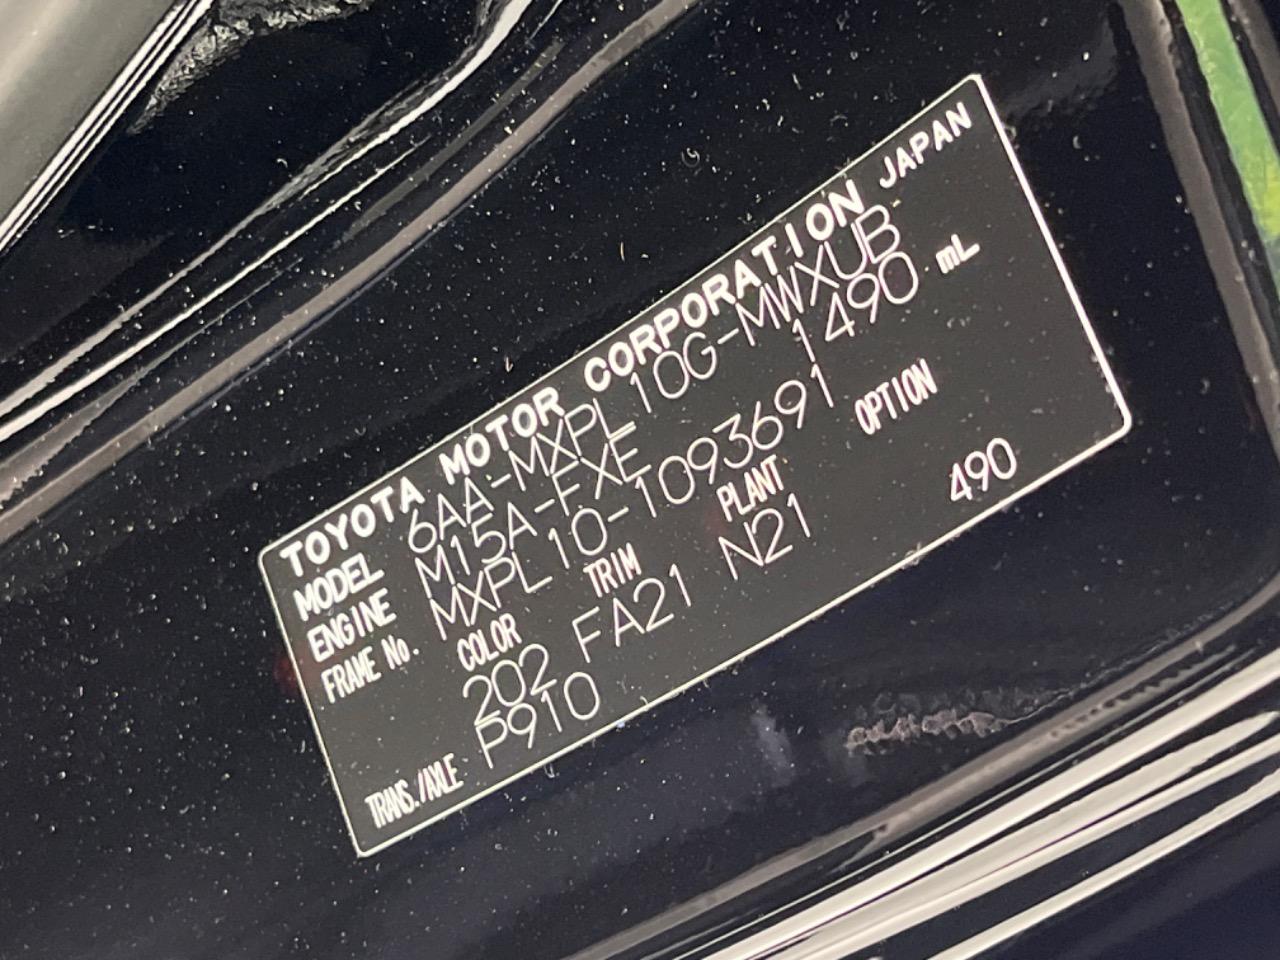 TOYOTA MOTOR CORPORATION JAPAN
MODEL 6AA-MXPL10G-MWXUB
ENGINE M15A-FXE 1490 mL
FRAME No. MXPL10-1093691
COLOR TRIM PLANT OPTION
202 FA21 N21 490
TRANS./AXLE P910